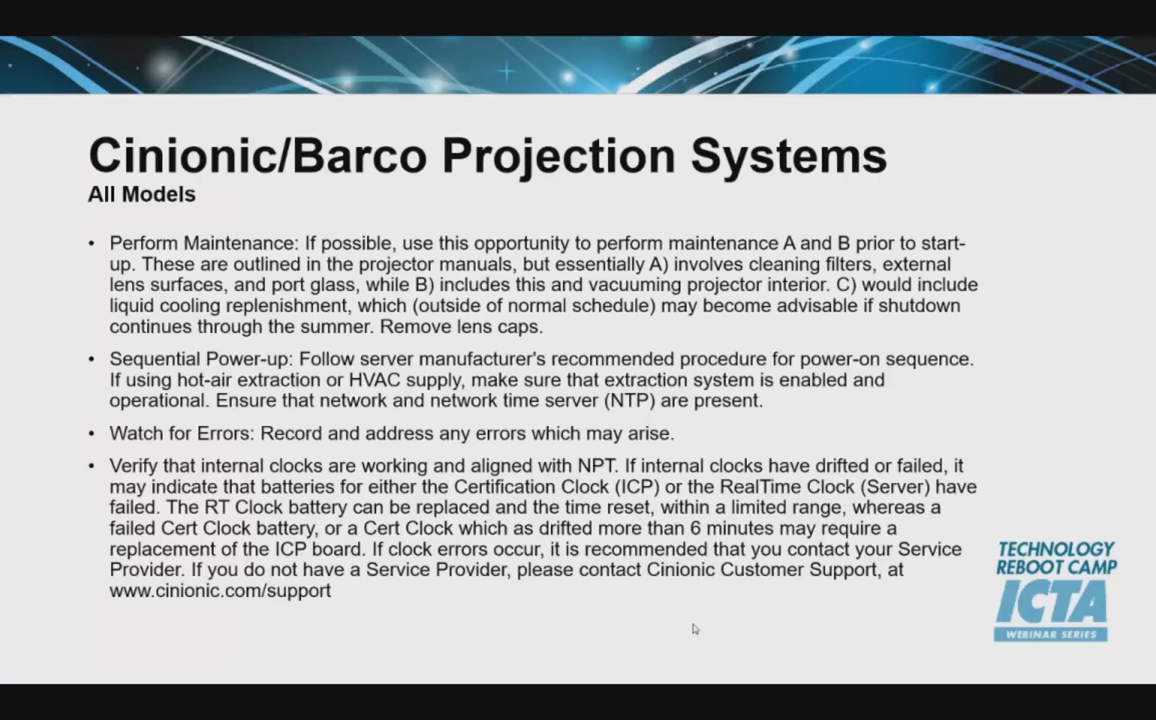 Cinionic/Barco Projection Systems
All Models
• Perform Maintenance: If possible, use this opportunity to perform maintenance A and B prior to start-
up. These are outlined in the projector manuals, but essentially A) involves cleaning filters, external
lens surfaces, and port glass, while B) includes this and vacuuming projector interior. C) would include
liquid cooling replenishment, which (outside of normal schedule) may become advisable if shutdown
continues through the summer. Remove lens caps.
• Sequential Power-up: Follow server manufacturer's recommended procedure for power-on sequence.
If using hot-air extraction or HVAC supply, make sure that extraction system is enabled and
operational. Ensure that network and network time server (NTP) are present.
• Watch for Errors: Record and address any errors which may arise.
• Verify that internal clocks are working and aligned with NPT. If internal clocks have drifted or failed, it
may indicate that batteries for either the Certification Clock (ICP) or the RealTime Clock (Server) have
failed. The RT Clock battery can be replaced and the time reset, within a limited range, whereas a
failed Cert Clock battery, or a Cert Clock which as drifted more than 6 minutes may require a
replacement of the ICP board. If clock errors occur, it is recommended that you contact your Service
Provider. If you do not have a Service Provider, please contact Cinionic Customer Support, at
www.cinionic.com/support
TECHNOLOGY
REBOOT CAMP
ICTA
WEBINAR SERIES